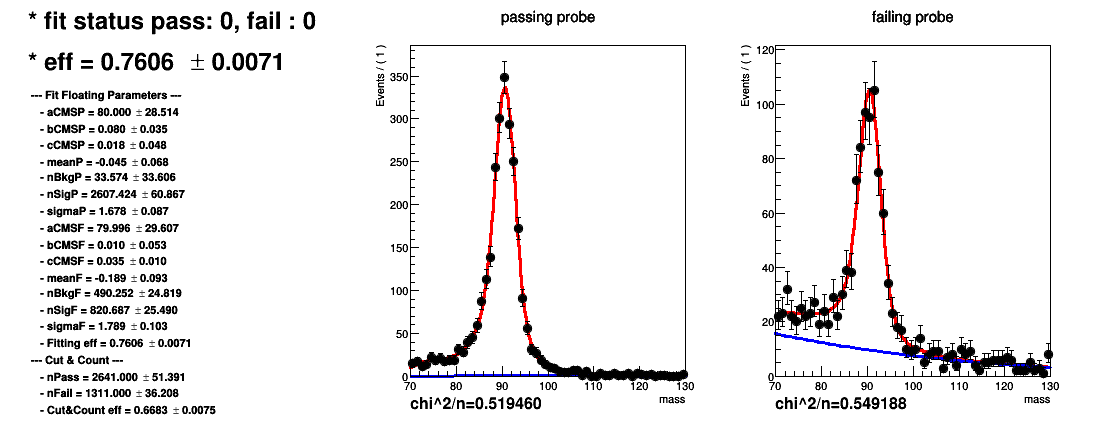 * fit status pass: 0, fail : 0
* eff = 0.7606 ± 0.0071
--- Fit Floating Parameters ---
- aCMSP = 80.000 ± 28.514
- bCMSP = 0.080 ± 0.035
- cCMSP = 0.018 ± 0.048
- meanP = -0.045 ± 0.068
- nBkgP = 33.574 ± 33.606
- nSigP = 2607.424 ± 60.867
- sigmaP = 1.678 ± 0.087
- aCMSF = 79.996 ± 29.607
- bCMSF = 0.010 ± 0.053
- cCMSF = 0.035 ± 0.010
- meanF = -0.189 ± 0.093
- nBkgF = 490.252 ± 24.819
- nSigF = 820.687 ± 25.490
- sigmaF = 1.789 ± 0.103
- Fitting eff = 0.7606 ± 0.0071
--- Cut & Count ---
- nPass = 2641.000 ± 51.391
- nFail = 1311.000 ± 36.208
- Cut&Count eff = 0.6683 ± 0.0075
passing probe
Events / ( 1 )
350
300
250
200
150
100
50
0
70 80 90 100 110 120 130
mass
chi^2/n=0.519460
failing probe
Events / ( 1 )
120
100
80
60
40
20
0
70 80 90 100 110 120 130
mass
chi^2/n=0.549188